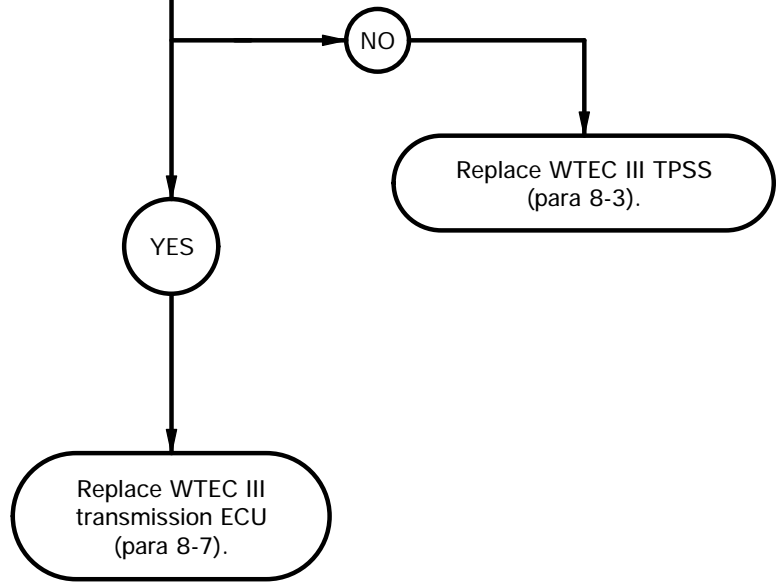 NO
Replace WTEC III TPSS
(para 8-3).
YES
Replace WTEC III
transmission ECU
(para 8-7).